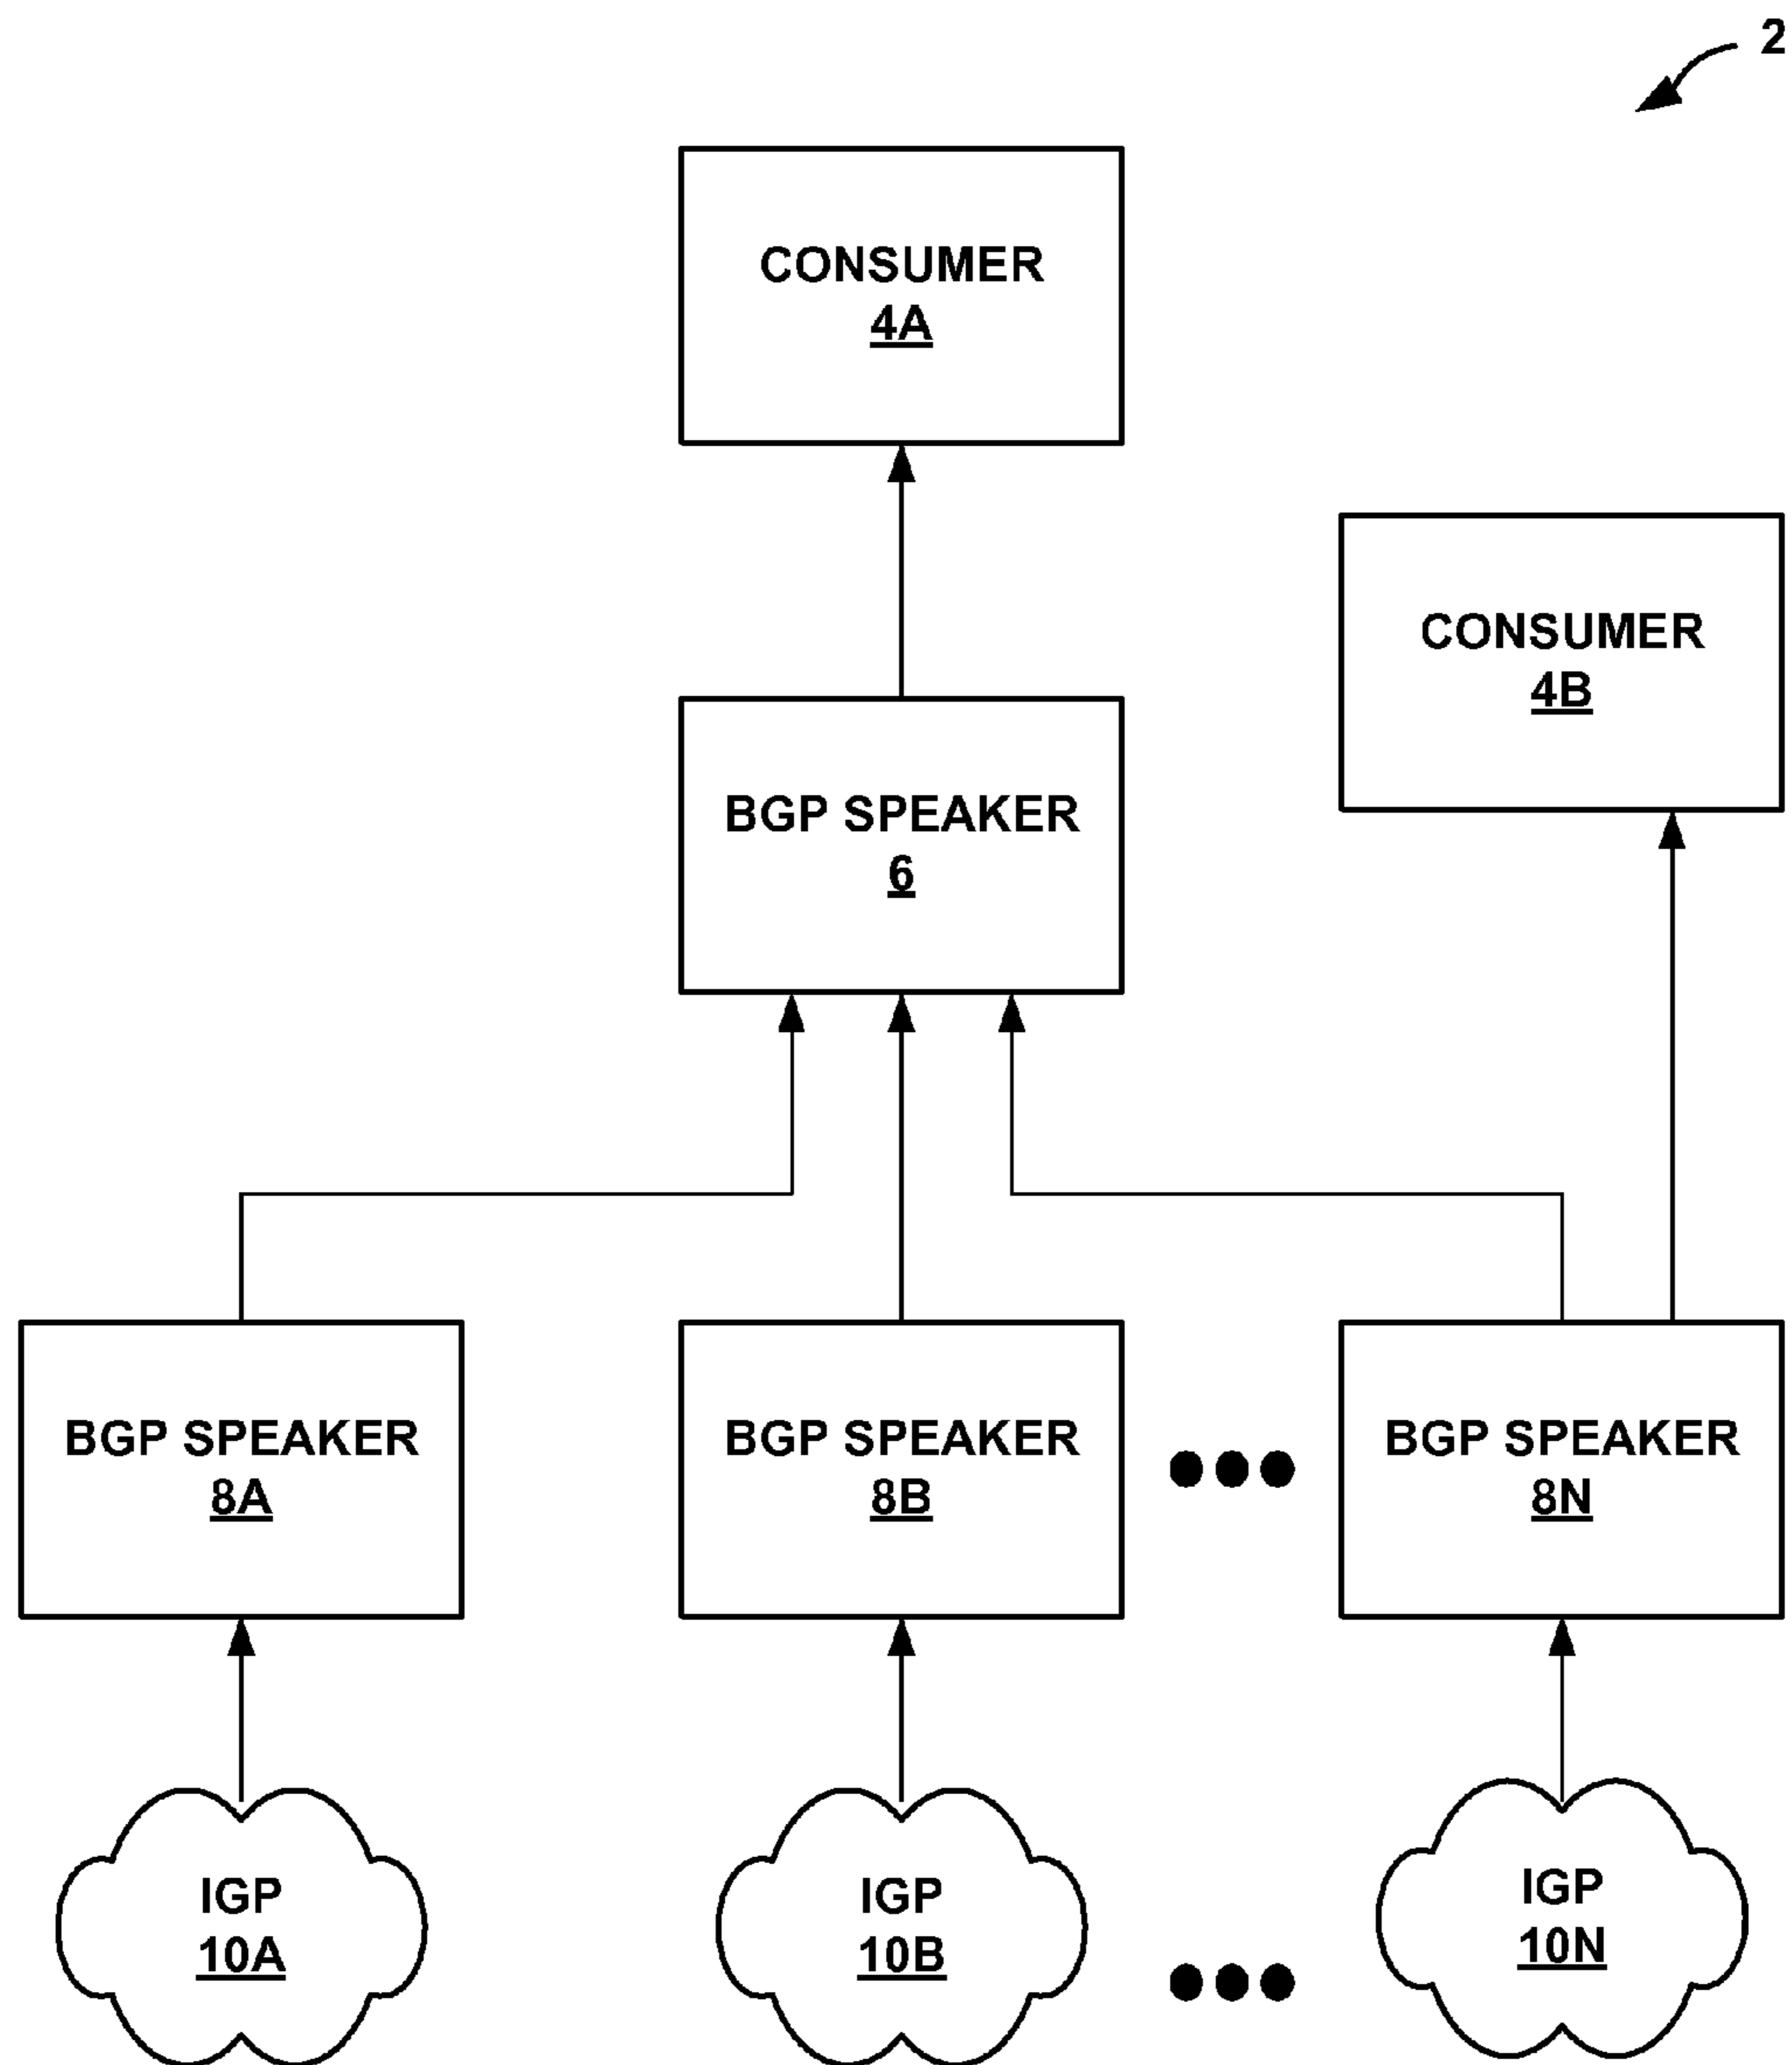 2
CONSUMER
4A
CONSUMER
4B
BGP SPEAKER
6
BGP SPEAKER
8A
BGP SPEAKER
8B
BGP SPEAKER
8N
IGP
10A
IGP
10B
IGP
10N